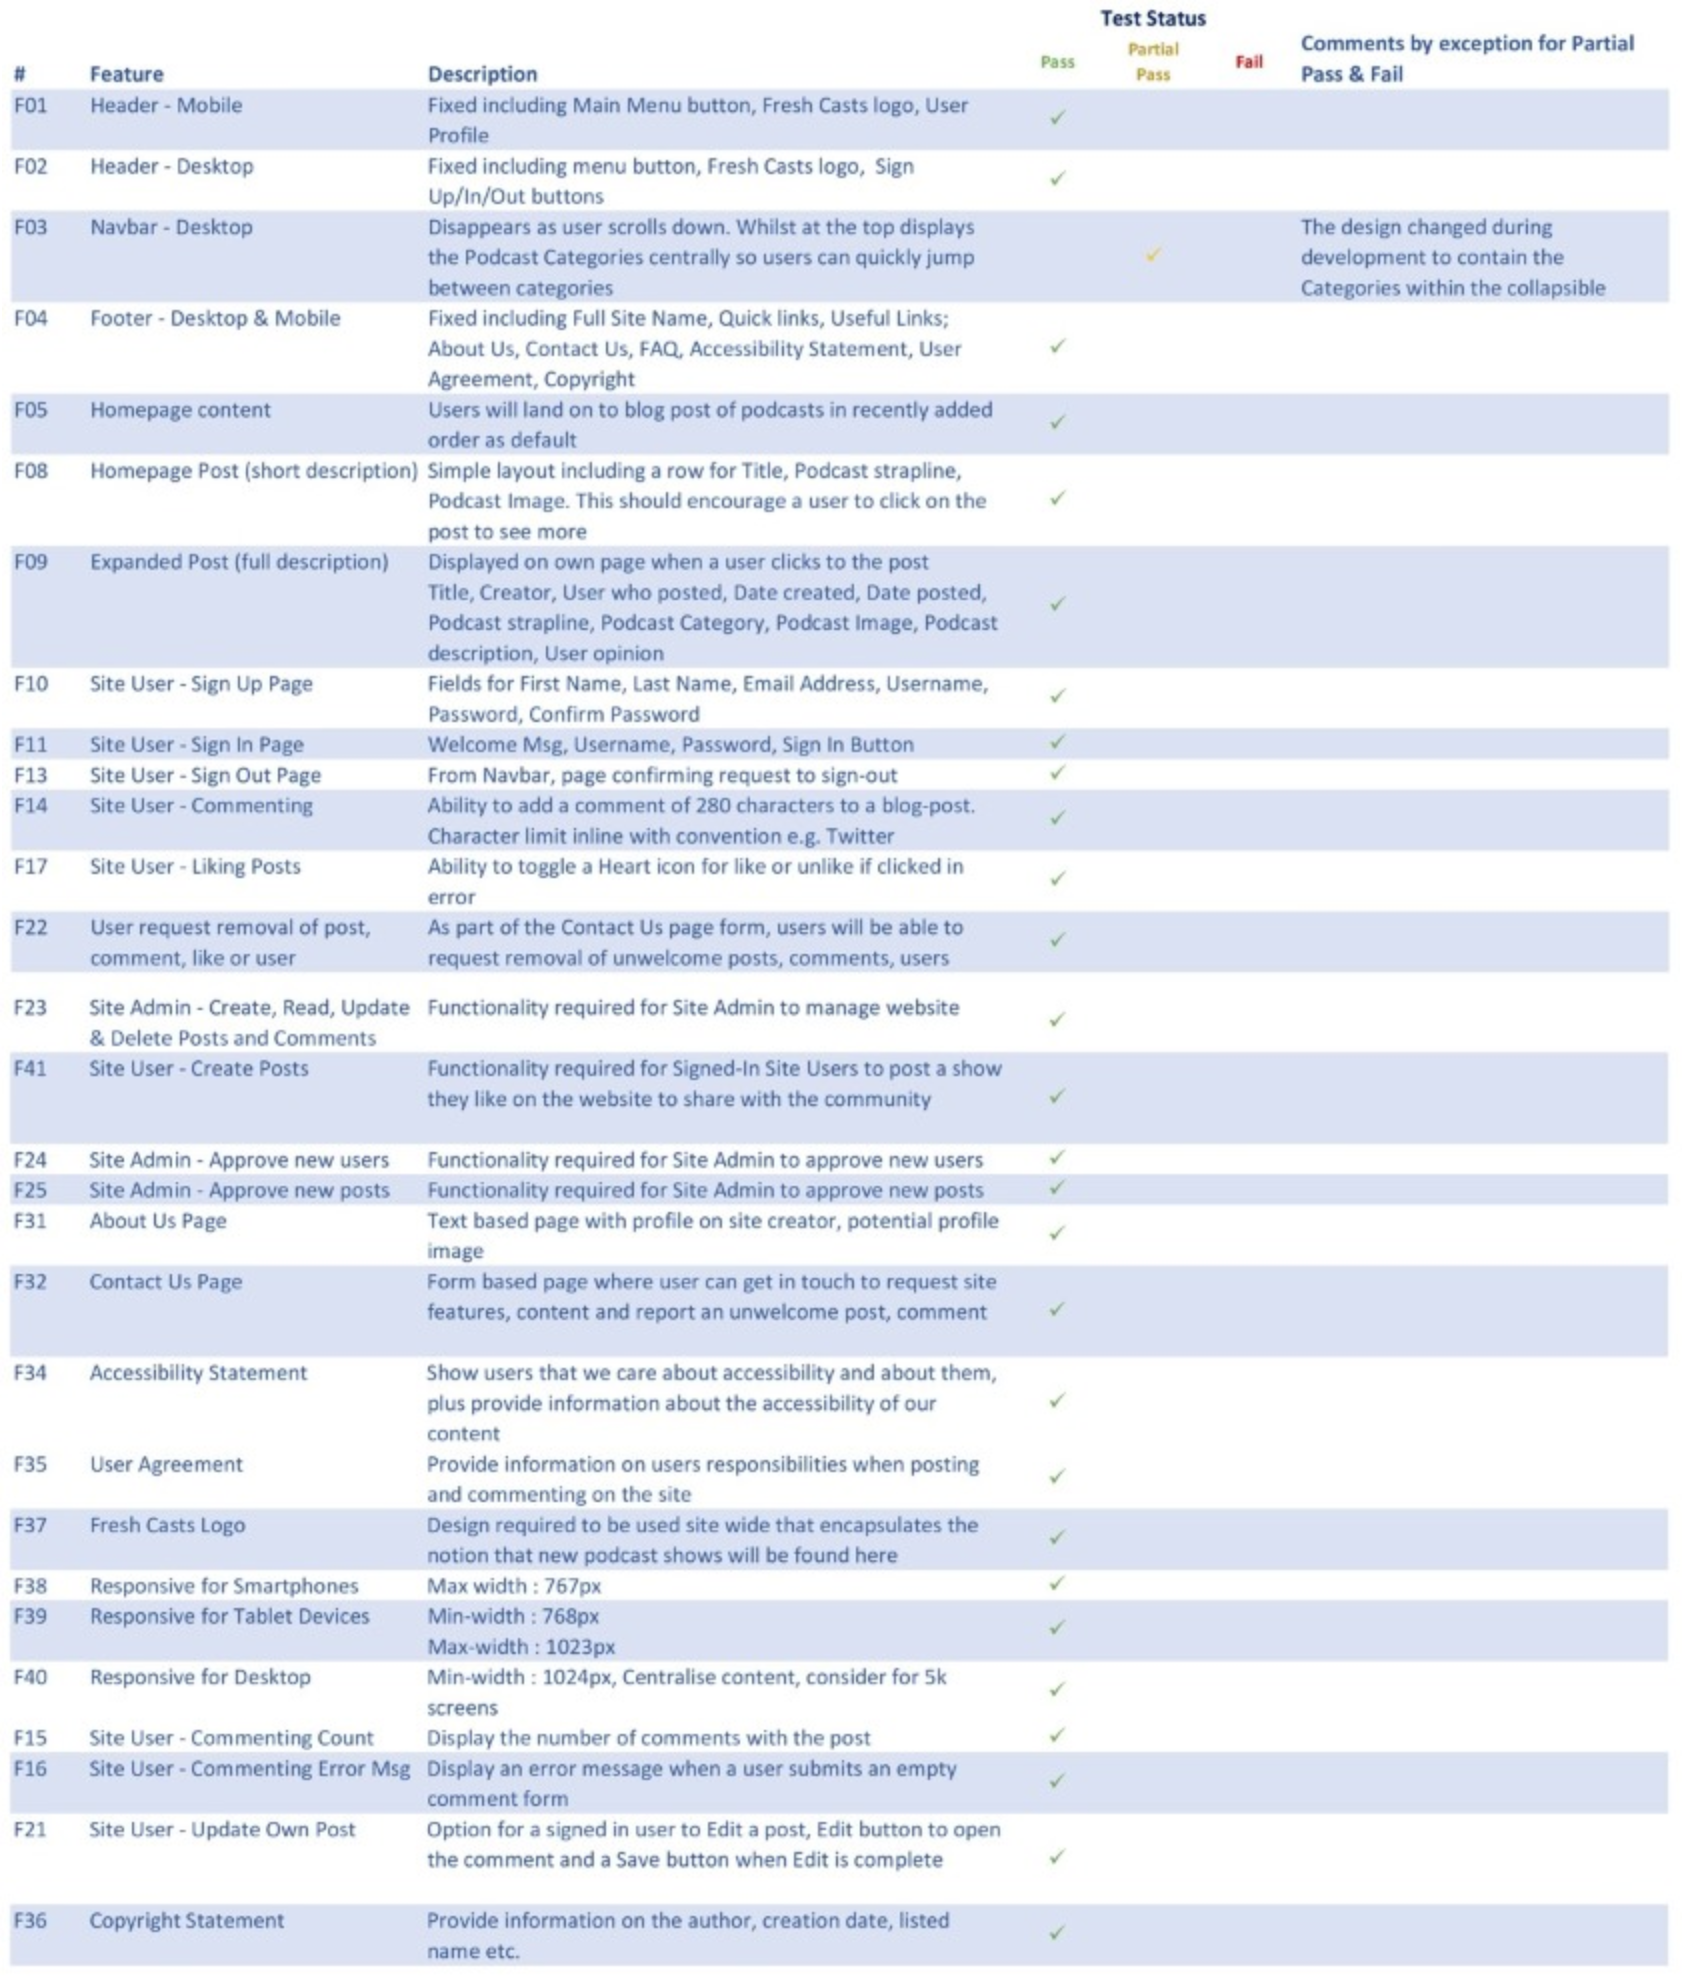 Test Status
# Feature Description Pass Partial Pass Fail Comments by exception for Partial Pass & Fail
F01 Header - Mobile Fixed including Main Menu button, Fresh Casts logo, User
Profile ✓
F02 Header - Desktop Fixed including menu button, Fresh Casts logo, Sign
Up/In/Out buttons ✓
F03 Navbar - Desktop Disappears as user scrolls down. Whilst at the top displays The design changed during
the Podcast Categories centrally so users can quickly jump ✓ development to contain the
between categories Categories within the collapsible
F04 Footer - Desktop & Mobile Fixed including Full Site Name, Quick links, Useful Links;
About Us, Contact Us, FAQ, Accessibility Statement, User ✓
Agreement, Copyright
F05 Homepage content Users will land on to blog post of podcasts in recently added
order as default ✓
F08 Homepage Post (short description) Simple layout including a row for Title, Podcast strapline,
Podcast Image. This should encourage a user to click on the ✓
post to see more
F09 Expanded Post (full description) Displayed on own page when a user clicks to the post
Title, Creator, User who posted, Date created, Date posted, ✓
Podcast strapline, Podcast Category, Podcast Image, Podcast
description, User opinion
F10 Site User - Sign Up Page Fields for First Name, Last Name, Email Address, Username,
Password, Confirm Password ✓
F11 Site User - Sign In Page Welcome Msg, Username, Password, Sign In Button ✓
F13 Site User - Sign Out Page From Navbar, page confirming request to sign-out ✓
F14 Site User - Commenting Ability to add a comment of 280 characters to a blog-post.
Character limit inline with convention e.g. Twitter ✓
F17 Site User - Liking Posts Ability to toggle a Heart icon for like or unlike if clicked in
error ✓
F22 User request removal of post, As part of the Contact Us page form, users will be able to
comment, like or user request removal of unwelcome posts, comments, users ✓
F23 Site Admin - Create, Read, Update Functionality required for Site Admin to manage website
& Delete Posts and Comments ✓
F41 Site User - Create Posts Functionality required for Signed-In Site Users to post a show
they like on the website to share with the community ✓
F24 Site Admin - Approve new users Functionality required for Site Admin to approve new users ✓
F25 Site Admin - Approve new posts Functionality required for Site Admin to approve new posts ✓
F31 About Us Page Text based page with profile on site creator, potential profile
image ✓
F32 Contact Us Page Form based page where user can get in touch to request site
features, content and report an unwelcome post, comment ✓
F34 Accessibility Statement Show users that we care about accessibility and about them,
plus provide information about the accessibility of our ✓
content
F35 User Agreement Provide information on users responsibilities when posting
and commenting on the site ✓
F37 Fresh Casts Logo Design required to be used site wide that encapsulates the
notion that new podcast shows will be found here ✓
F38 Responsive for Smartphones Max width : 767px ✓
F39 Responsive for Tablet Devices Min-width : 768px
Max-width : 1023px ✓
F40 Responsive for Desktop Min-width : 1024px, Centralise content, consider for 5k
screens ✓
F15 Site User - Commenting Count Display the number of comments with the post ✓
F16 Site User - Commenting Error Msg Display an error message when a user submits an empty
comment form ✓
F21 Site User - Update Own Post Option for a signed in user to Edit a post, Edit button to open
the comment and a Save button when Edit is complete ✓
F36 Copyright Statement Provide information on the author, creation date, listed
name etc. ✓